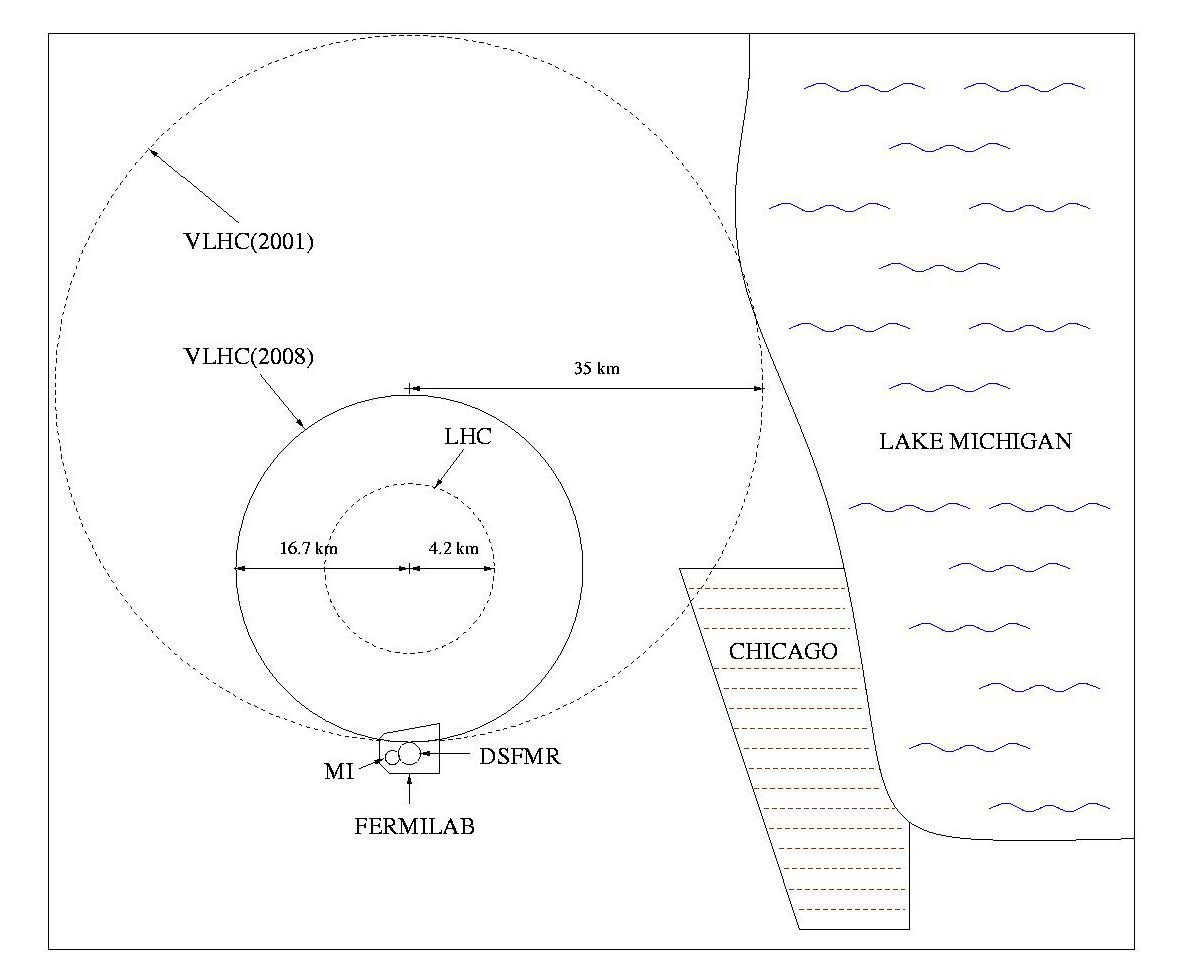 VLHC(2001)
VLHC(2008)
35 km
LHC
LAKE MICHIGAN
16.7 km
4.2 km
CHICAGO
DSFMR
MI
FERMILAB